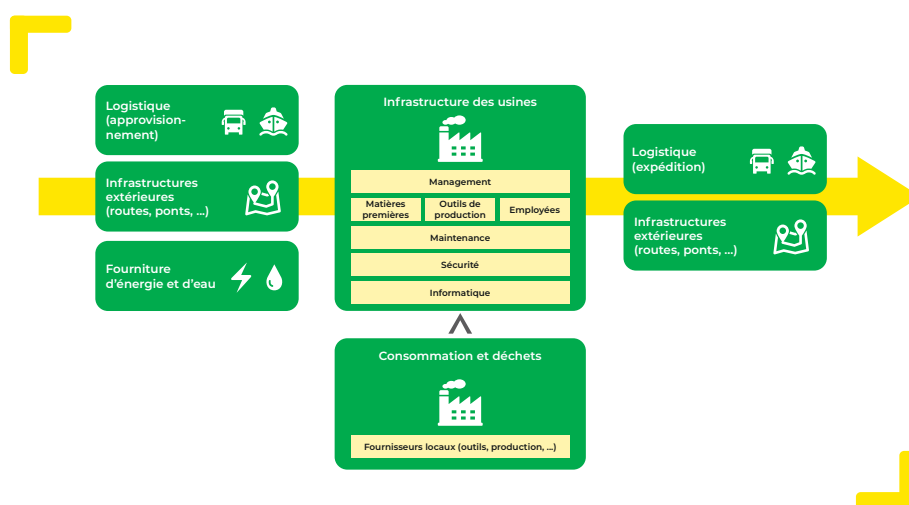 Logistique
(approvision-
nement)
Infrastructures
extérieures
(routes, ponts, ...)
Fourniture
d'énergie et d'eau
Infrastructure des usines
Management
Matières
premières
Outils de
production
Employées
Maintenance
Sécurité
Informatique
Consommation et déchets
Fournisseurs locaux (outils, production, ...)
Logistique
(expédition)
Infrastructures
extérieures
(routes, ponts, ...)